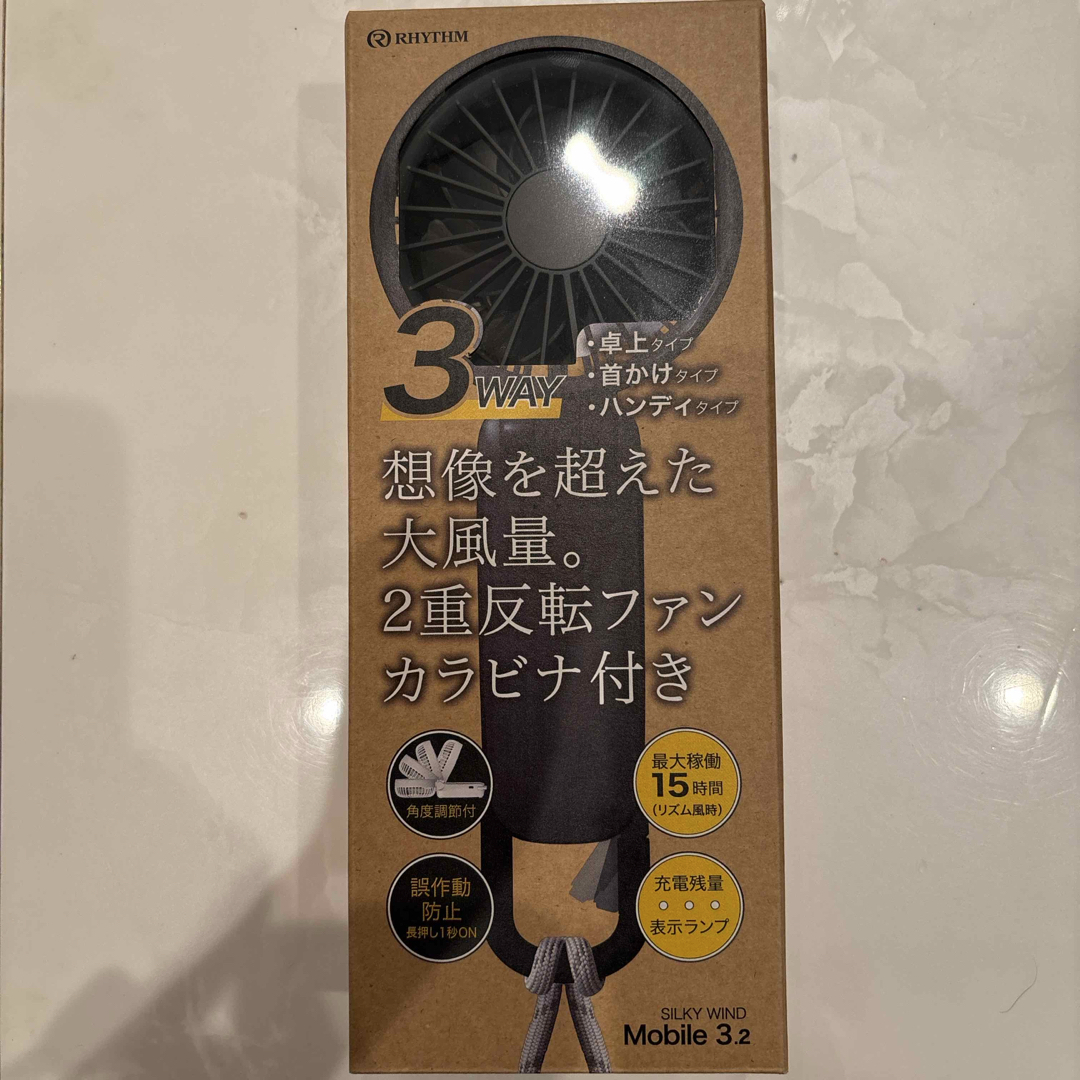 RHYTHM
3WAY
・卓上タイプ
・首かけタイプ
・ハンディタイプ
想像を超えた
大風量。
2重反転ファン
カラビナ付き
角度調節付
最大稼働
15時間
(リズム風時)
誤作動
防止
長押し1秒ON
充電残量
表示ランプ
SILKY WIND
Mobile 3.2